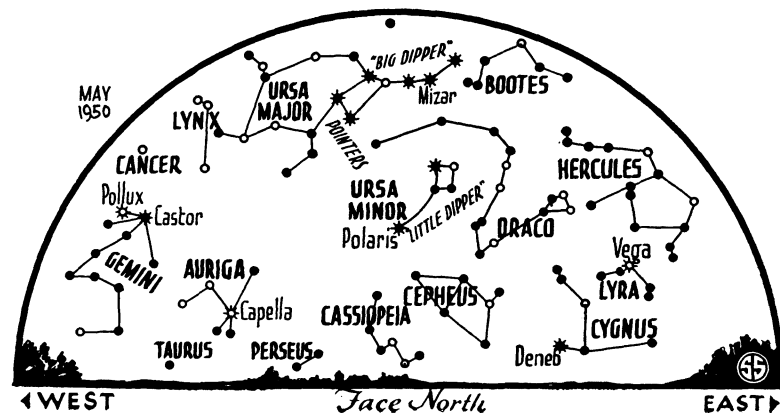 "BIG DIPPER"
BOOTES
MAY
1950
URSA
MAJOR
Mizar
LYNX
POINTERS
CANCER
HERCULES
Pollux
Castor
URSA
MINOR
"LITTLE DIPPER"
Polaris
DRACO
Vega
GEMINI
AURIGA
CEPHEUS
LYRA
Capella
CASSIOPEIA
CYGNUS
TAURUS
PERSEUS
Deneb
SS
WEST
Face North
EAST